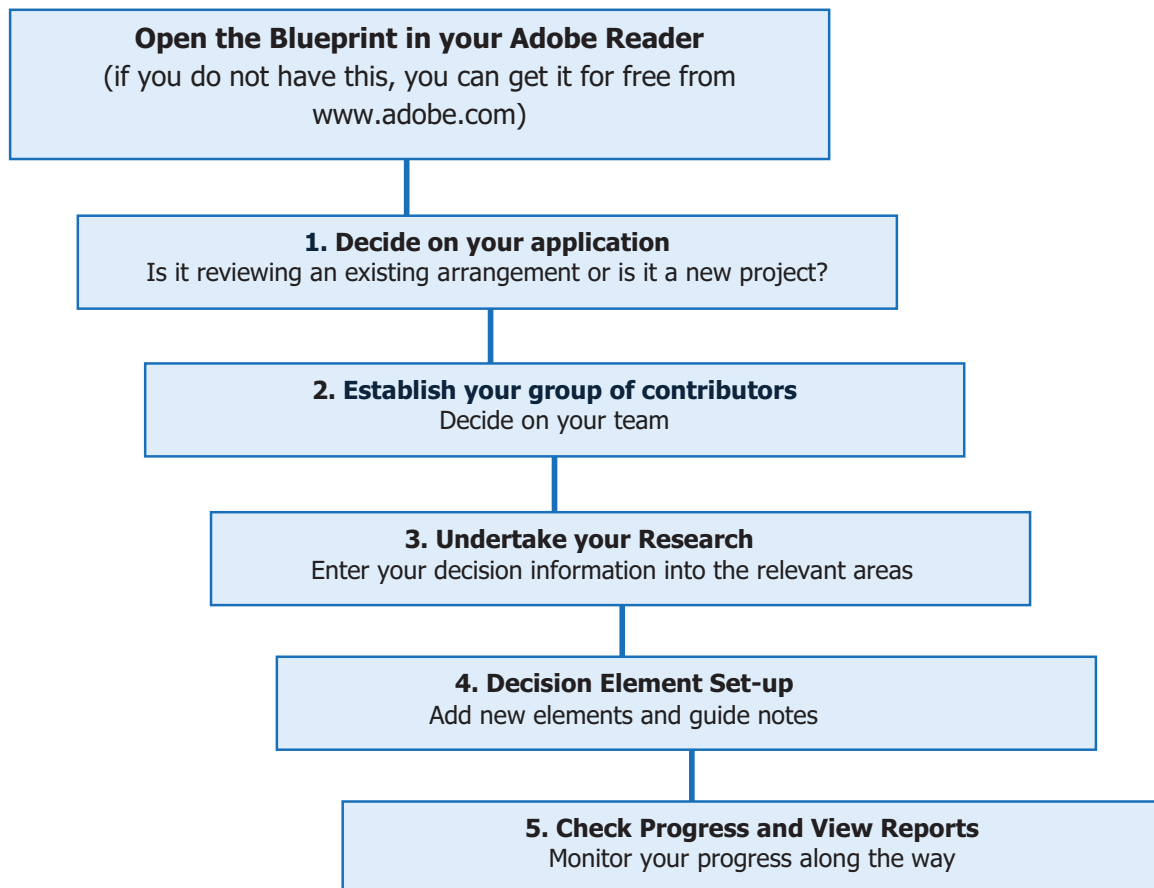 Open the Blueprint in your Adobe Reader
(if you do not have this, you can get it for free from
www.adobe.com)
1. Decide on your application
Is it reviewing an existing arrangement or is it a new project?
2. Establish your group of contributors
Decide on your team
3. Undertake your Research
Enter your decision information into the relevant areas
4. Decision Element Set-up
Add new elements and guide notes
5. Check Progress and View Reports
Monitor your progress along the way